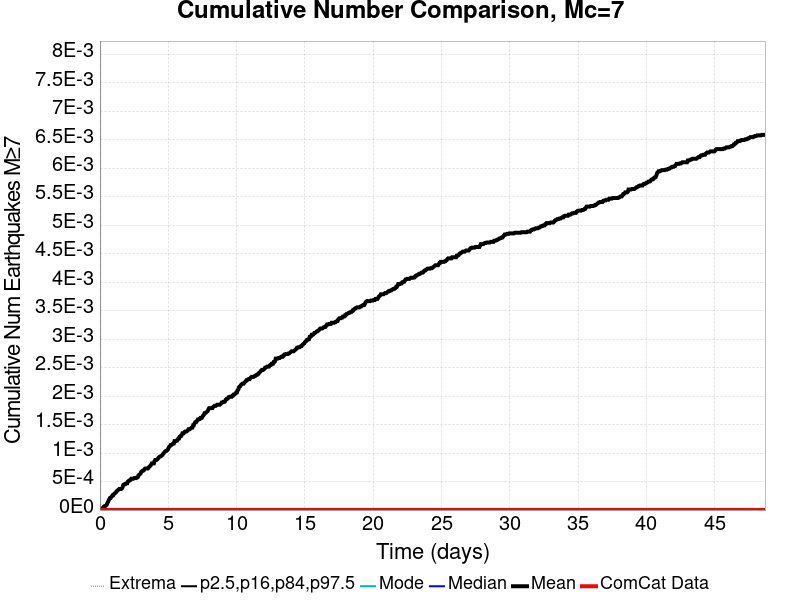 Cumulative Number Comparison, Mc=7
Cumulative Num Earthquakes M≥7
8E-3
7.5E-3
7E-3
6.5E-3
6E-3
5.5E-3
5E-3
4.5E-3
4E-3
3.5E-3
3E-3
2.5E-3
2E-3
1.5E-3
1E-3
5E-4
0E0
0 5 10 15 20 25 30 35 40 45
Time (days)
Extrema p2.5,p16,p84,p97.5 Mode Median Mean ComCat Data